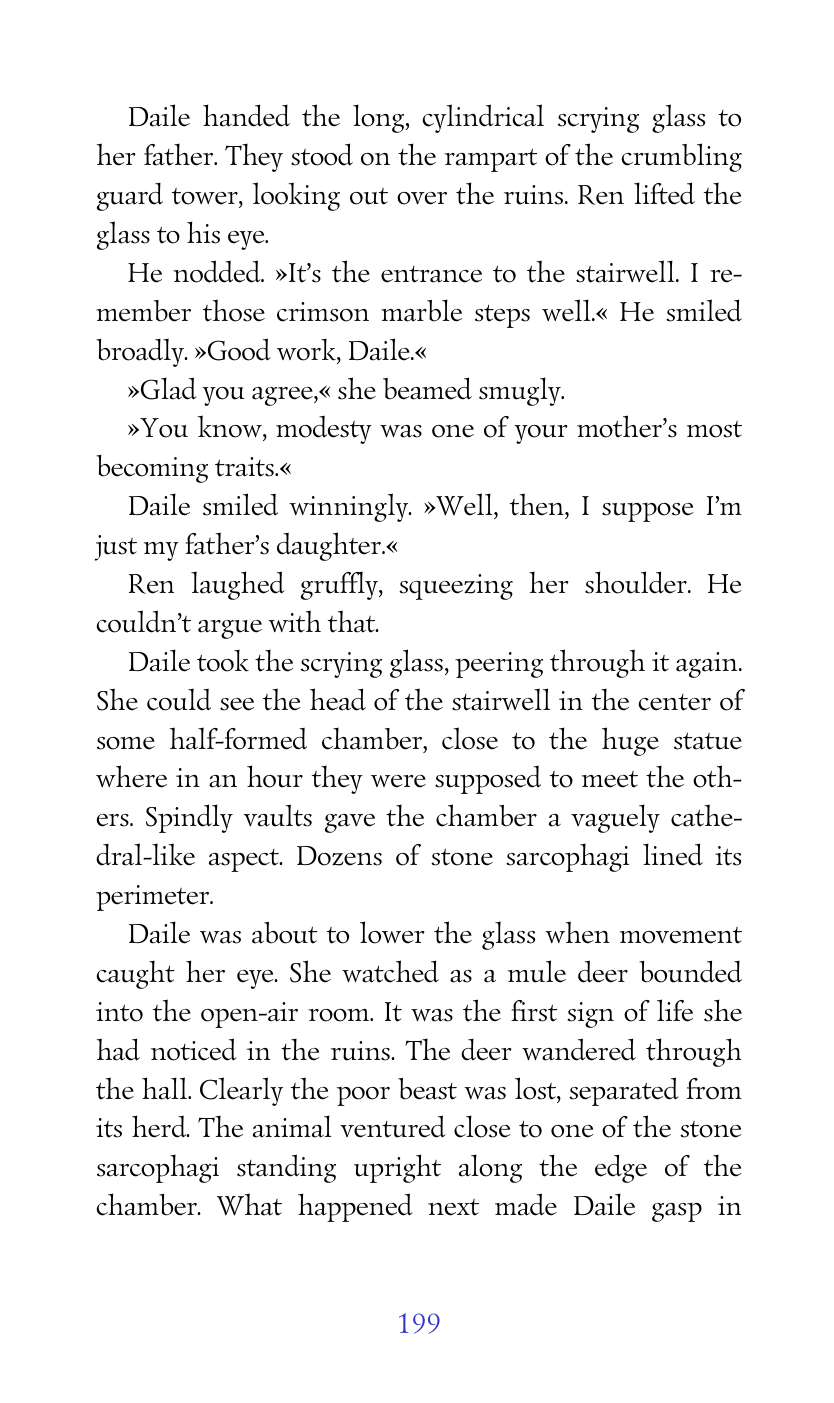 Daile handed the long, cylindrical scrying glass to
her father. They stood on the rampart of the crumbling
guard tower, looking out over the ruins. Ren lifted the
glass to his eye.
He nodded. »It’s the entrance to the stairwell. I re-
member those crimson marble steps well.« He smiled
broadly. »Good work, Daile.«
»Glad you agree,« she beamed smugly.
»You know, modesty was one of your mother’s most
becoming traits.«
Daile smiled winningly. »Well, then, I suppose I’m
just my father’s daughter.«
Ren laughed gruffly, squeezing her shoulder. He
couldn’t argue with that.
Daile took the scrying glass, peering through it again.
She could see the head of the stairwell in the center of
some half-formed chamber, close to the huge statue
where in an hour they were supposed to meet the oth-
ers. Spindly vaults gave the chamber a vaguely cathe-
dral-like aspect. Dozens of stone sarcophagi lined its
perimeter.
Daile was about to lower the glass when movement
caught her eye. She watched as a mule deer bounded
into the open-air room. It was the first sign of life she
had noticed in the ruins. The deer wandered through
the hall. Clearly the poor beast was lost, separated from
its herd. The animal ventured close to one of the stone
sarcophagi standing upright along the edge of the
chamber. What happened next made Daile gasp in
199